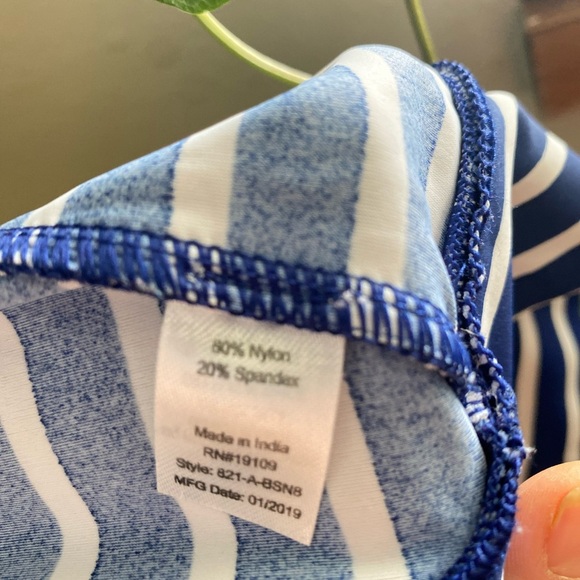 80% Nylon
20% Spandex
Made in India
RN#19109
Style: 821-A-BSN8
MFG Date: 01/2019